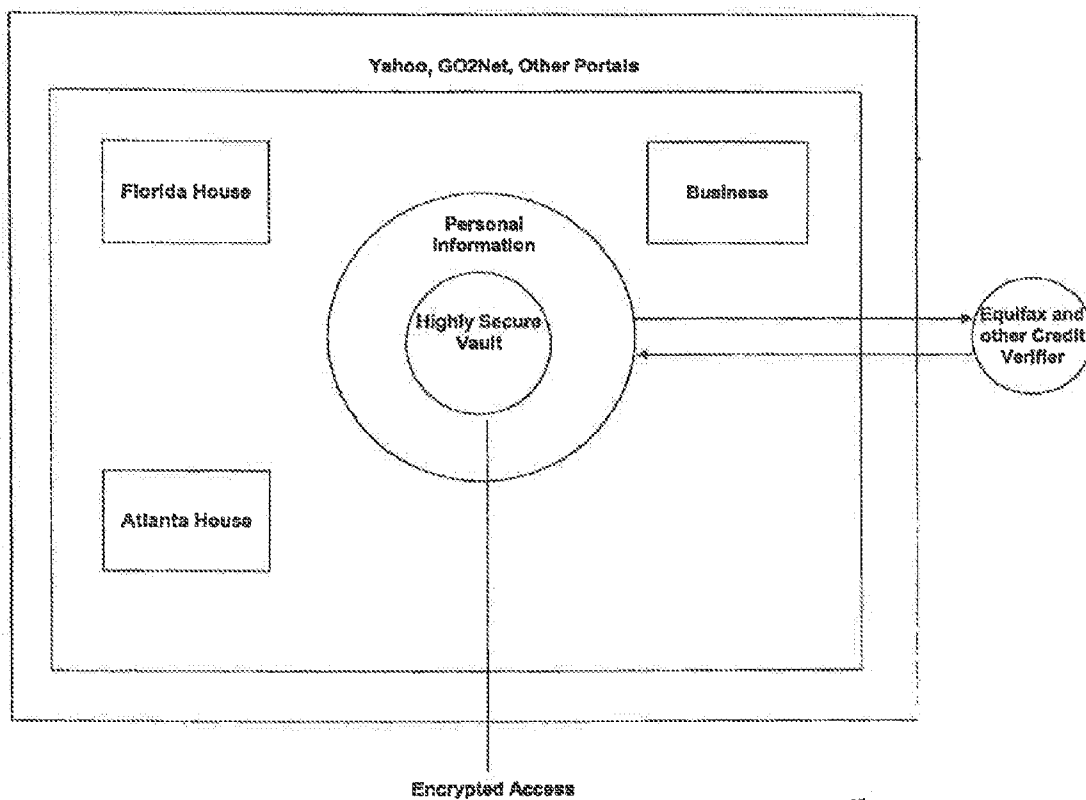 Yahoo, GO2Net, Other Portals
Florida House
Business
Personal
Information
Highly Secure
Vault
Equifax and
other Credit
Verifier
Atlanta House
Encrypted Access